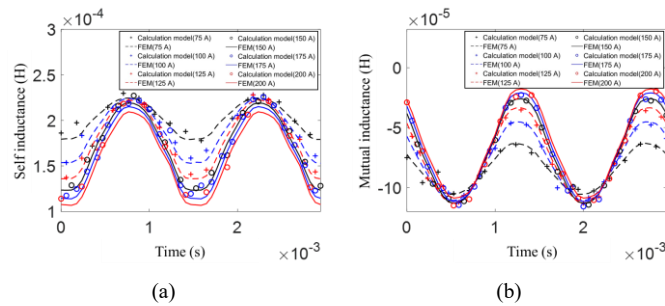 ×10⁻⁴
Self inductance (H)
3
2.5
2
1.5
1
0
1
2
Time (s)
×10⁻³
Calculation model(75 A)
FEM(75 A)
Calculation model(100 A)
FEM(100 A)
Calculation model(125 A)
FEM(125 A)
Calculation model(150 A)
FEM(150 A)
Calculation model(175 A)
FEM(175 A)
Calculation model(200 A)
FEM(200 A)
(a)
×10⁻⁵
Mutual inductance (H)
0
-5
-10
0
1
2
Time (s)
×10⁻³
Calculation model(75 A)
FEM(75 A)
Calculation model(100 A)
FEM(100 A)
Calculation model(125 A)
FEM(125 A)
Calculation model(150 A)
FEM(150 A)
Calculation model(175 A)
FEM(175 A)
Calculation model(200 A)
FEM(200 A)
(b)